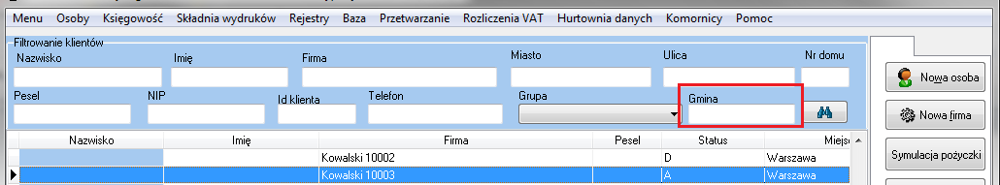 Menu Osoby Księgowość Składnia wydruków Rejestry Baza Przetwarzanie Rozliczenia VAT Hurtownia danych Komornicy Pomoc
Filtrowanie klientów
Nazwisko Imię Firma Miasto Ulica Nr domu
Pesel NIP Id klienta Telefon Grupa Gmina
Nowa osoba
Nowa firma
Symulacja pożyczki
Nazwisko Imię Firma Pesel Status Miejsc
Kowalski 10002 D Warszawa
Kowalski 10003 A Warszawa